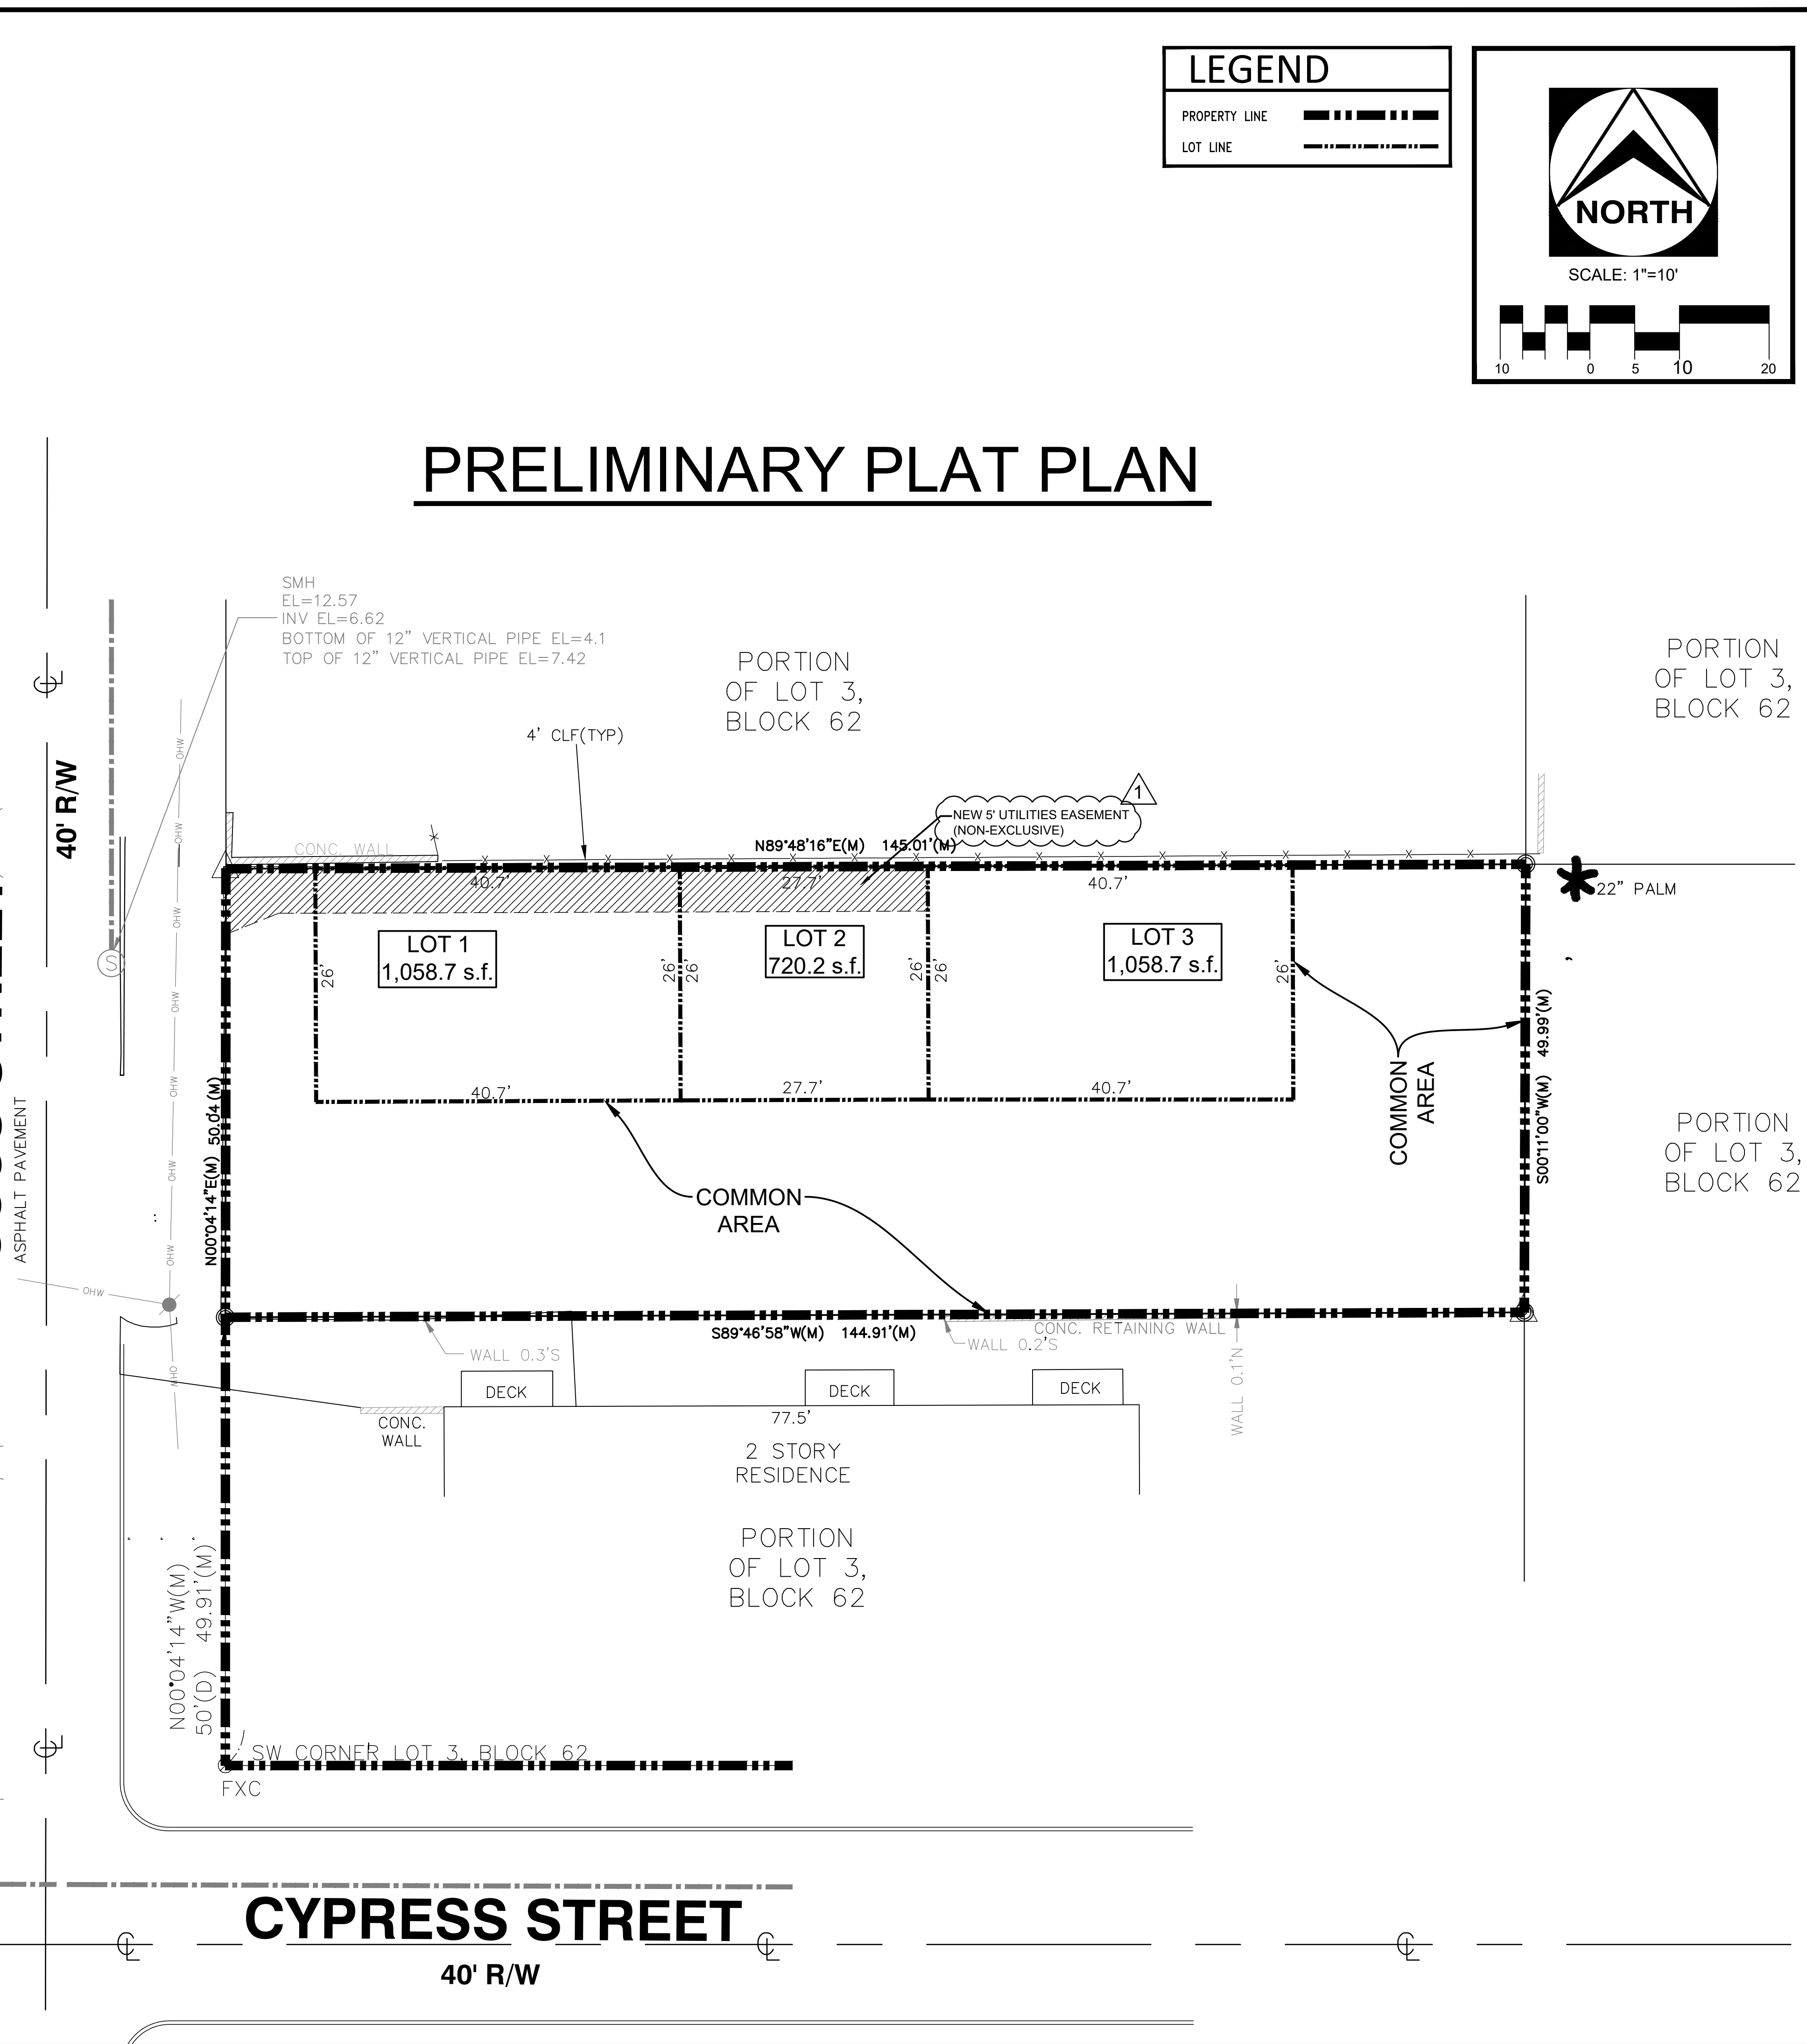 LEGEND
PROPERTY LINE
LOT LINE
NORTH
SCALE: 1"=10'
10 0 5 10 20
PRELIMINARY PLAT PLAN
SMH
EL=12.57
INV EL=6.62
BOTTOM OF 12" VERTICAL PIPE EL=4.1
TOP OF 12" VERTICAL PIPE EL=7.42
PORTION
OF LOT 3,
BLOCK 62
PORTION
OF LOT 3,
BLOCK 62
4' CLF(TYP)
40' R/W
OHW
OHW
1
NEW 5' UTILITIES EASEMENT
(NON-EXCLUSIVE)
CONC. WALL
N89°48'16"E(M) 145.01'(M)
X X X X X X X X X X X X X X X X X
40.7'
27.7'
40.7'
22" PALM
OHW
LOT 1
1,058.7 s.f.
LOT 2
720.2 s.f.
LOT 3
1,058.7 s.f.
S
26'
26'
26'
26'
26'
26'
OHW
N00°04'14"E(M) 50.04 (M)
S00°11'00"W(M) 49.99'(M)
COMMON
AREA
ASPHALT PAVEMENT
OHW
40.7'
27.7'
40.7'
PORTION
OF LOT 3,
BLOCK 62
OHW
COMMON
AREA
OHW
OHW
S89°46'58"W(M) 144.91'(M)
CONC. RETAINING WALL
WALL 0.3'S
WALL 0.2'S
WALL 0.1'N
OHW
DECK
DECK
DECK
77.5'
CONC.
WALL
2 STORY
RESIDENCE
PORTION
OF LOT 3,
BLOCK 62
N00°04'14"W(M)
50'(D) 49.91'(M)
SW CORNER LOT 3, BLOCK 62
FXC
CYPRESS STREET
40' R/W